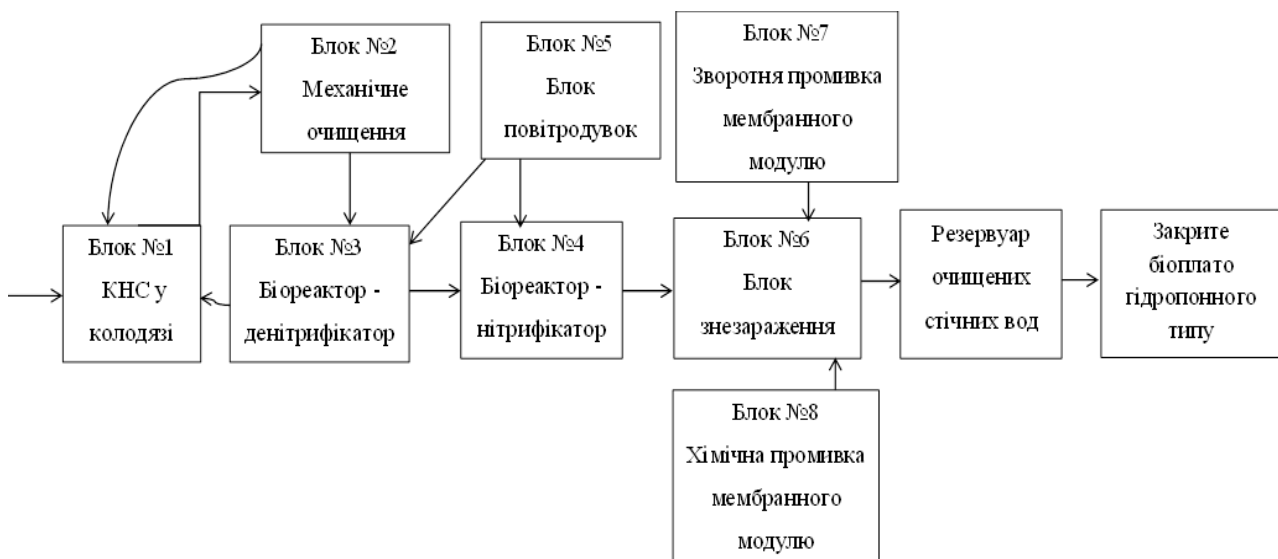 Блок №2
Механічне
очищення
Блок №5
Блок
повітродувок
Блок №7
Зворотня промивка
мембранного
модулю
Блок №1
КНС у
колодязі
Блок №3
Біореактор -
денітрифікатор
Блок №4
Біореактор -
нітрифікатор
Блок №6
Блок
знезараження
Резервуар
очищених
стічних вод
Закрите
біоплато
гідропонного
типу
Блок №8
Хімічна промивка
мембранного
модулю